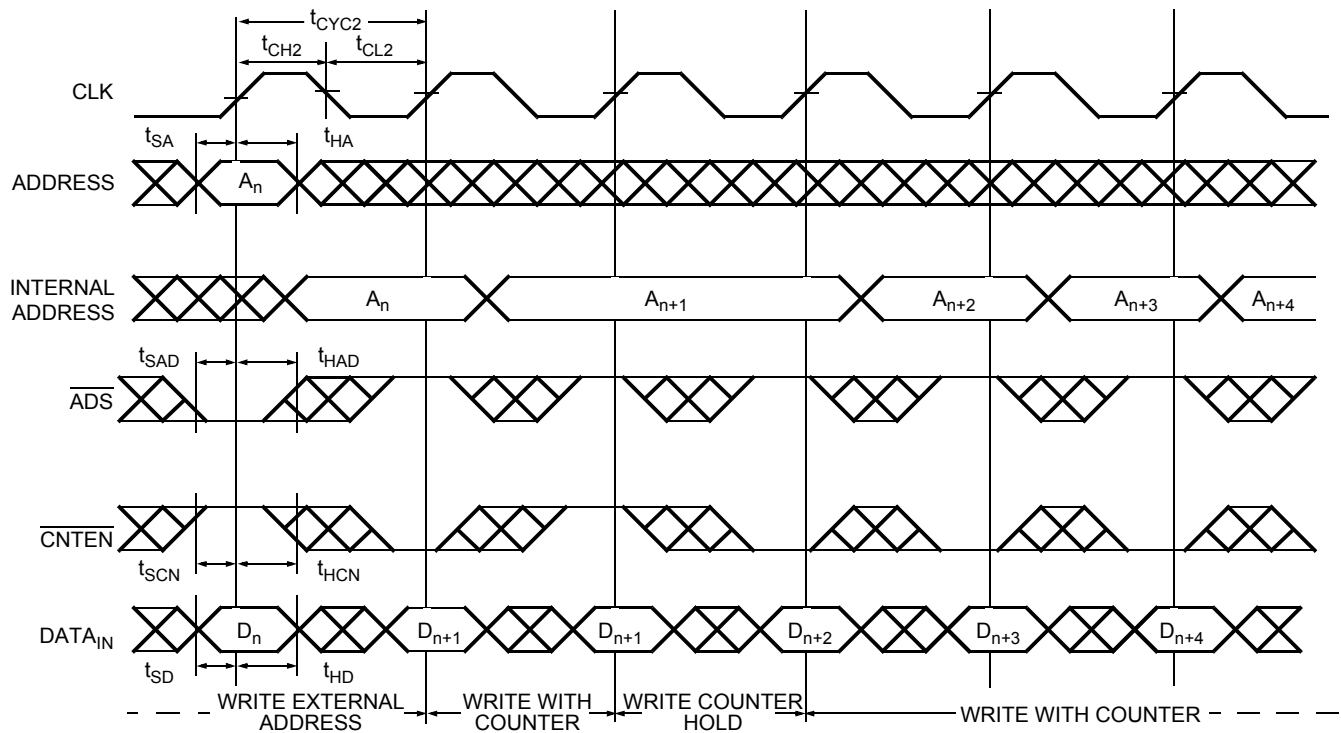 tCYC2
tCH2 tCL2
CLK
tSA tHA
ADDRESS An
INTERNAL
ADDRESS
An An+1 An+2 An+3 An+4
tSAD tHAD
ADS
CNTEN
tSCN tHCN
DATAIN Dn Dn+1 Dn+1 Dn+2 Dn+3 Dn+4
tSD tHD
WRITE EXTERNAL
ADDRESS
WRITE WITH
COUNTER
WRITE COUNTER
HOLD
WRITE WITH COUNTER